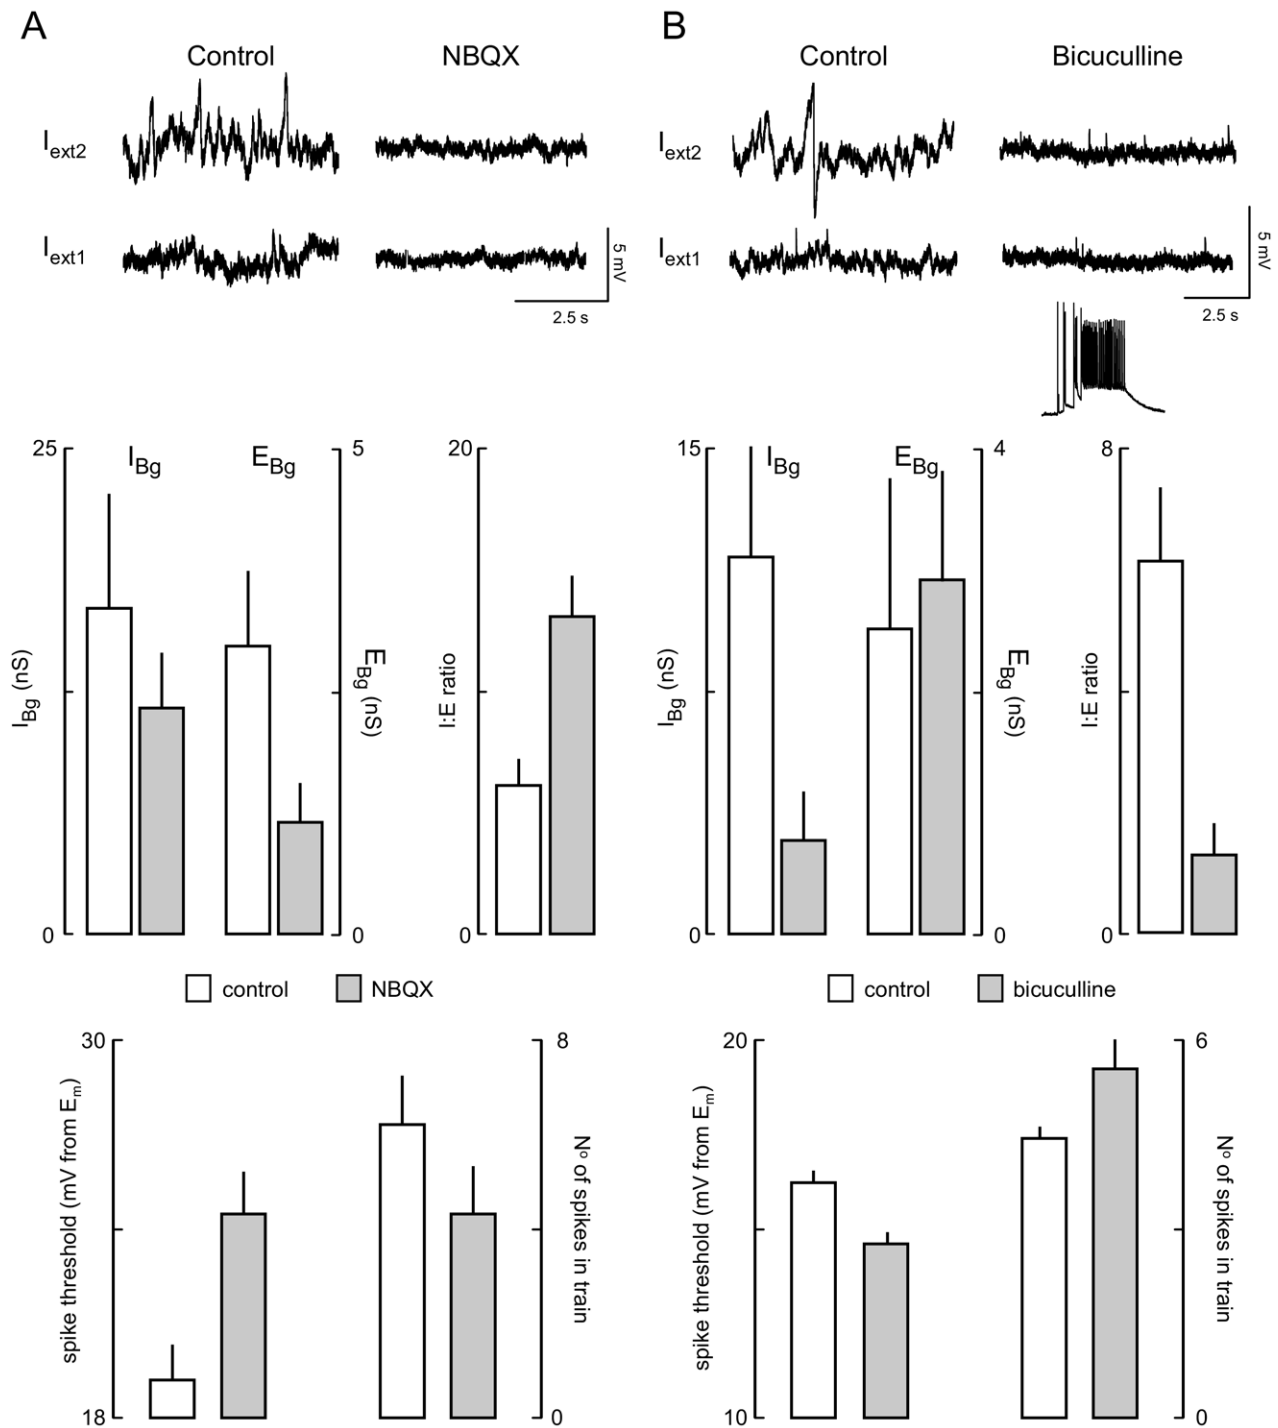 A
B
Control
NBQX
Control
Bicuculline
Iext2
Iext2
Iext1
Iext1
5 mV
2.5 s
5 mV
2.5 s
25
IBg
EBg
5
20
15
IBg
EBg
4
8
IBg (nS)
EBg (nS)
I:E ratio
IBg (nS)
EBg (nS)
I:E ratio
0
0
0
0
0
0
control
NBQX
control
bicuculline
30
8
20
6
spike threshold (mV from Em)
Nº of spikes in train
spike threshold (mV from Em)
Nº of spikes in train
18
0
10
0